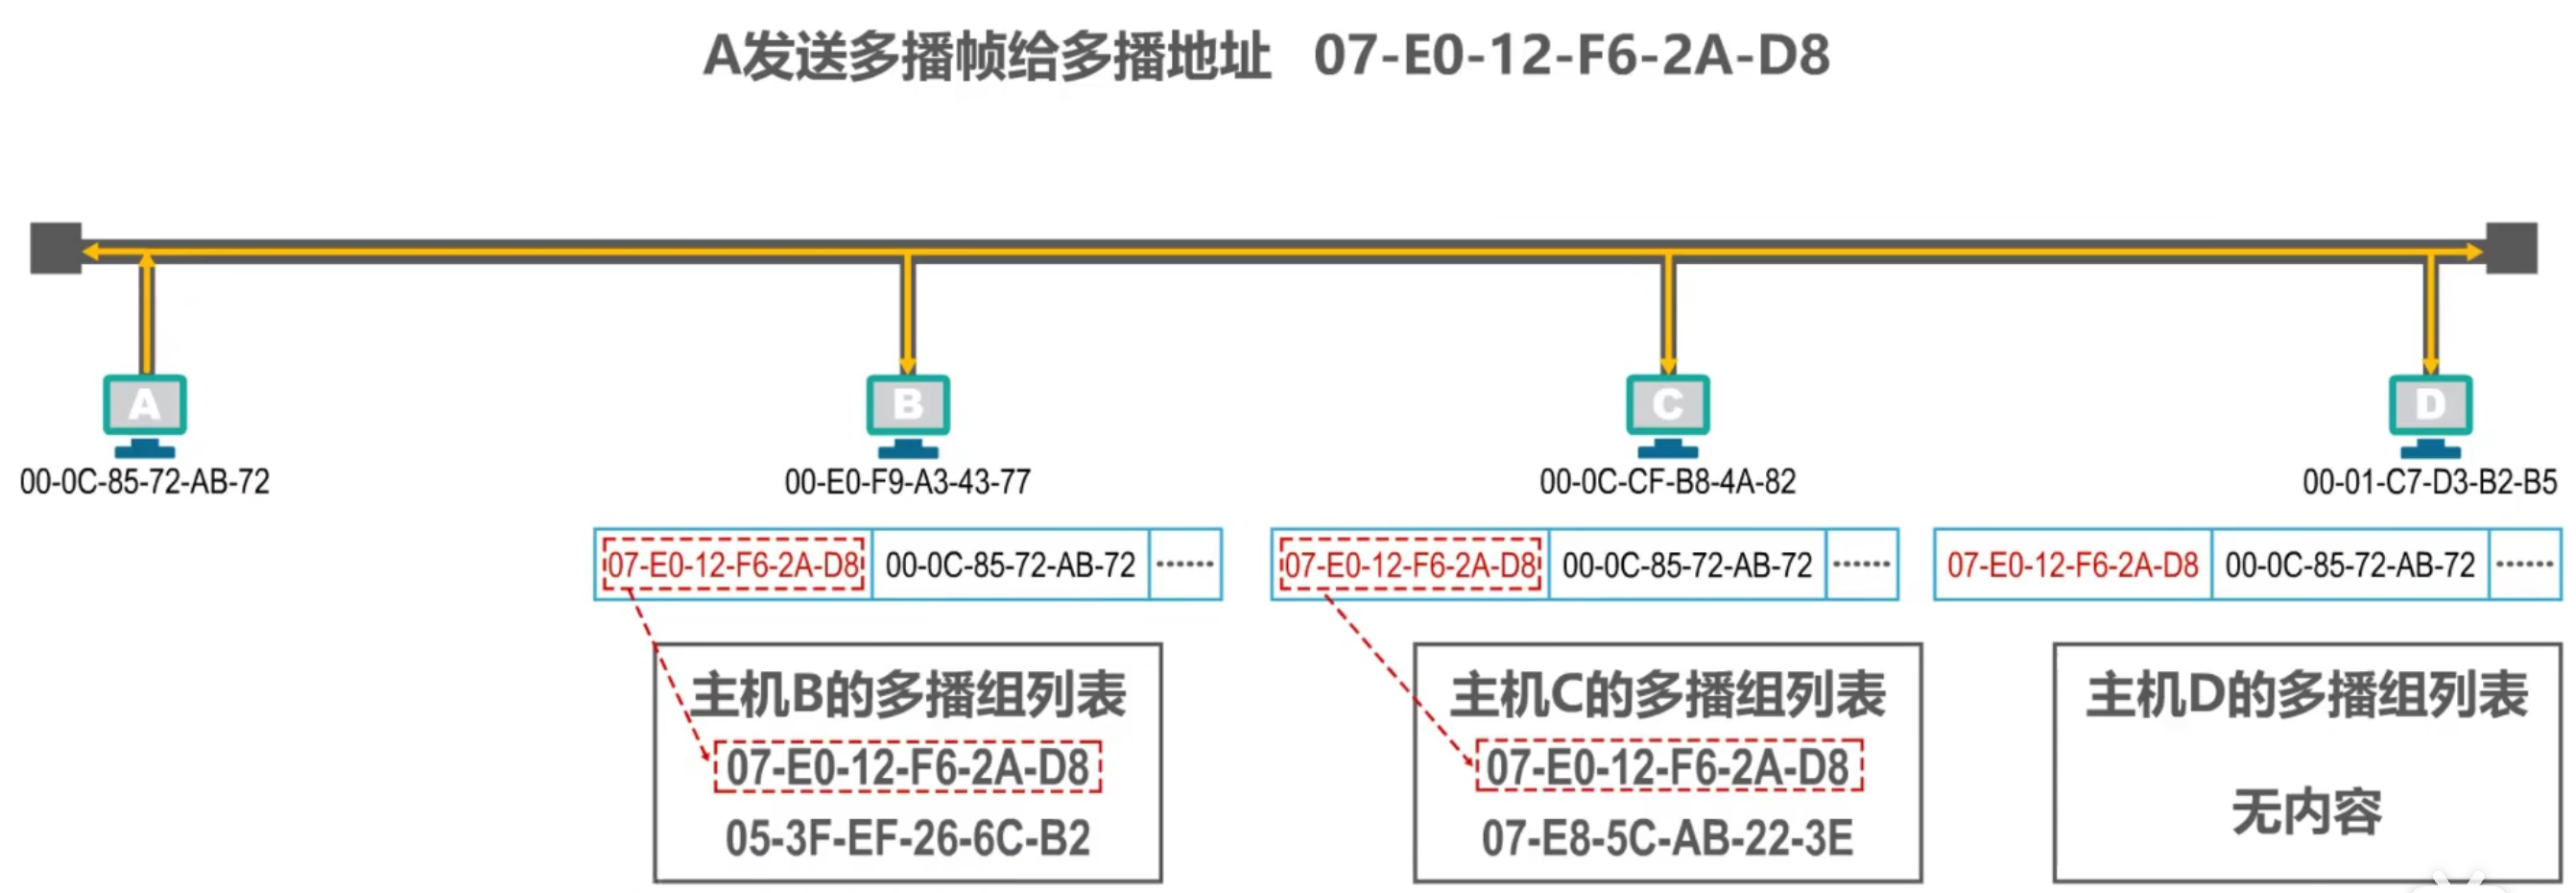 A发送多播帧给多播地址 07-E0-12-F6-2A-D8
A
B
C
D
00-0C-85-72-AB-72
00-E0-F9-A3-43-77
00-0C-CF-B8-4A-82
00-01-C7-D3-B2-B5
07-E0-12-F6-2A-D8 00-0C-85-72-AB-72 ······
07-E0-12-F6-2A-D8 00-0C-85-72-AB-72 ······
07-E0-12-F6-2A-D8 00-0C-85-72-AB-72 ······
主机B的多播组列表
07-E0-12-F6-2A-D8
05-3F-EF-26-6C-B2
主机C的多播组列表
07-E0-12-F6-2A-D8
07-E8-5C-AB-22-3E
主机D的多播组列表
无内容